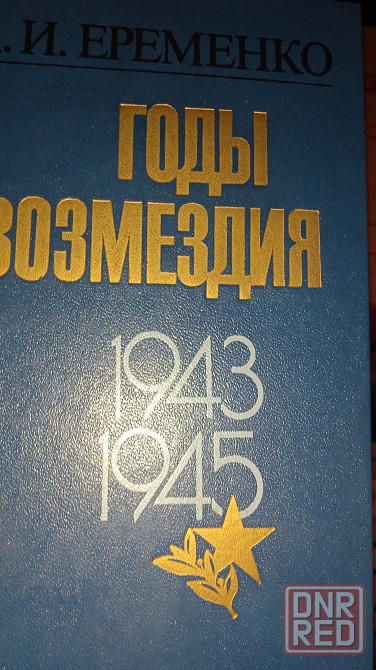 . И. ЕРЕМЕНКО
ГОДЫ
ВОЗМЕЗДИЯ
1943
1945
DNR
RED